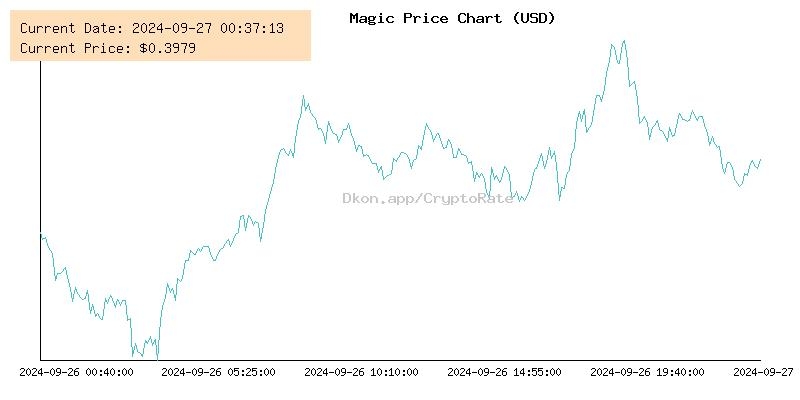 Magic Price Chart (USD)
Current Date: 2024-09-27 00:37:13
Current Price: $0.3979
Dkon.app/CryptoRate
2024-09-26 00:40:00 2024-09-26 05:25:00 2024-09-26 10:10:00 2024-09-26 14:55:00 2024-09-26 19:40:00 2024-09-27